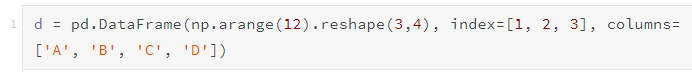 1 d = pd.DataFrame(np.arange(12).reshape(3,4), index=[1, 2, 3], columns=
['A', 'B', 'C', 'D'])